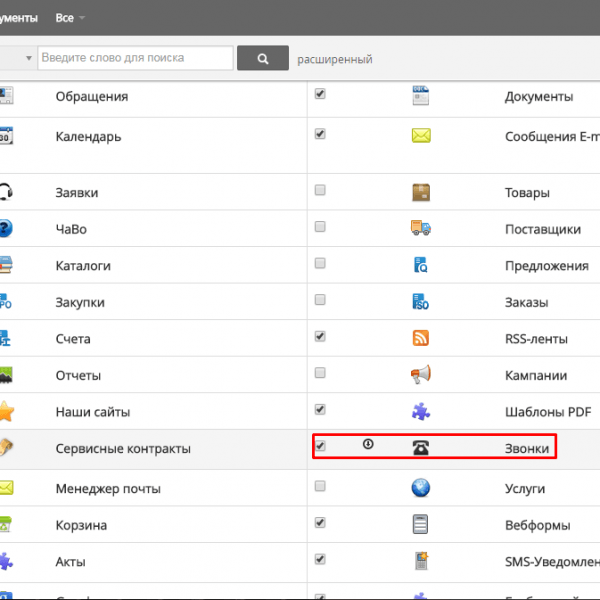 ументы Все
Введите слово для поиска расширенный
Обращения Документы
Календарь Сообщения E-m
Заявки Товары
ЧаВо Поставщики
Каталоги Предложения
Закупки Заказы
Счета RSS-ленты
Отчеты Кампании
Наши сайты Шаблоны PDF
Сервисные контракты Звонки
Менеджер почты Услуги
Корзина Вебформы
Акты SMS-Уведомлен